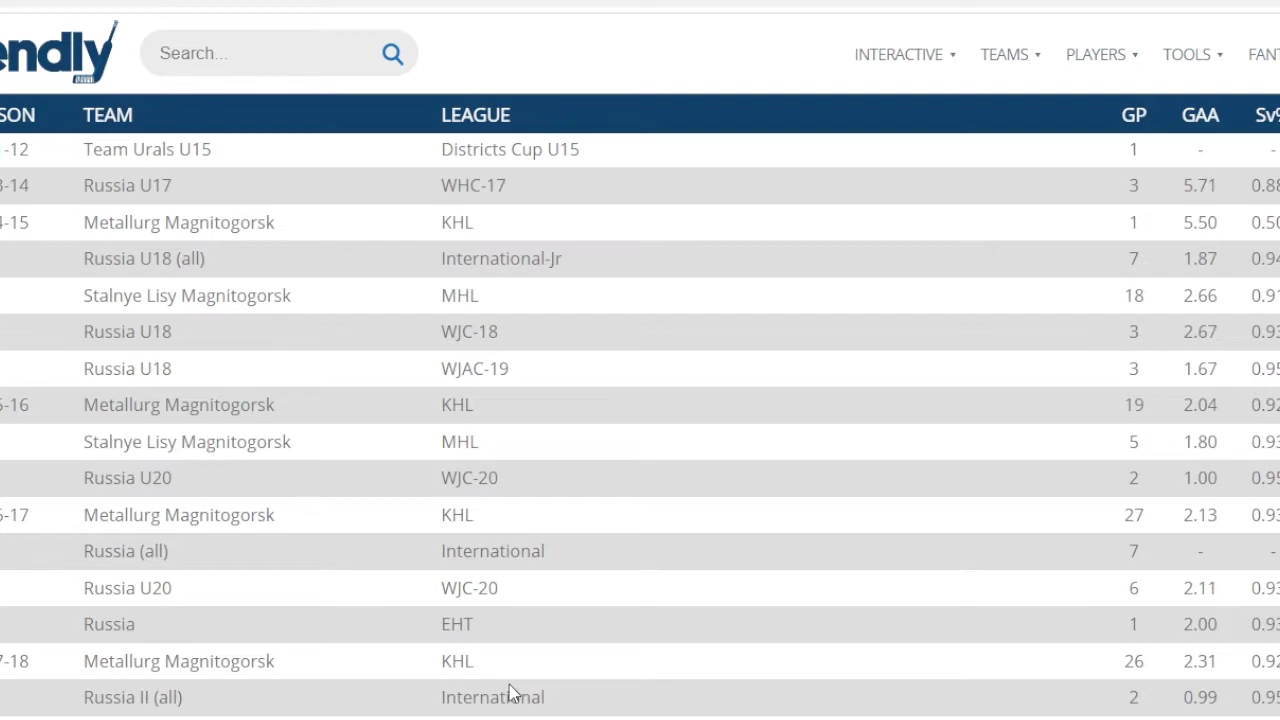 endly Search... INTERACTIVE ▾ TEAMS ▾ PLAYERS ▾ TOOLS ▾ FANT
SON TEAM LEAGUE GP GAA Sv%
-12 Team Urals U15 Districts Cup U15 1 - -
3-14 Russia U17 WHC-17 3 5.71 0.88
4-15 Metallurg Magnitogorsk KHL 1 5.50 0.50
Russia U18 (all) International-Jr 7 1.87 0.94
Stalnye Lisy Magnitogorsk MHL 18 2.66 0.91
Russia U18 WJC-18 3 2.67 0.93
Russia U18 WJAC-19 3 1.67 0.95
5-16 Metallurg Magnitogorsk KHL 19 2.04 0.92
Stalnye Lisy Magnitogorsk MHL 5 1.80 0.93
Russia U20 WJC-20 2 1.00 0.95
6-17 Metallurg Magnitogorsk KHL 27 2.13 0.93
Russia (all) International 7 - -
Russia U20 WJC-20 6 2.11 0.93
Russia EHT 1 2.00 0.93
7-18 Metallurg Magnitogorsk KHL 26 2.31 0.92
Russia II (all) International 2 0.99 0.95